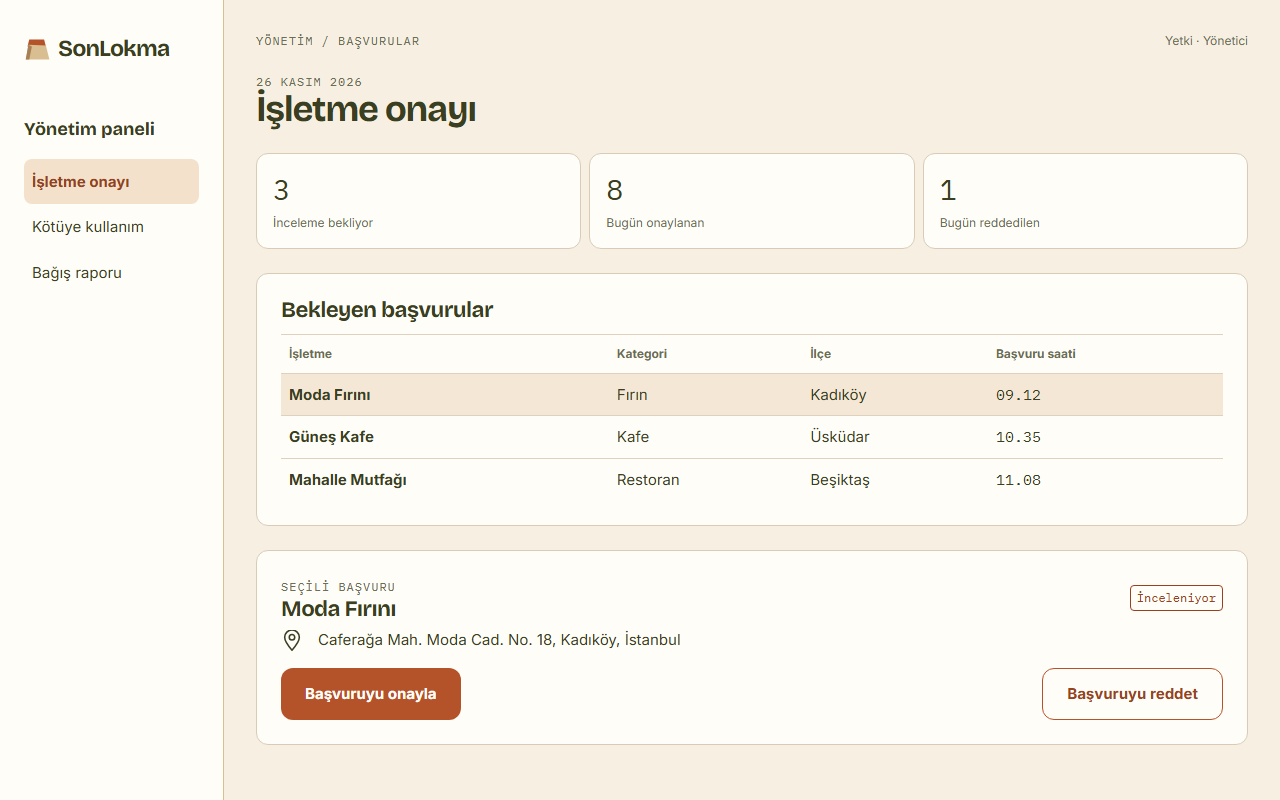 SonLokma
Yönetim paneli
İşletme onayı
Kötüye kullanım
Bağış raporu
YÖNETİM / BAŞVURULAR
Yetki · Yönetici
26 KASIM 2026
İşletme onayı
3
İnceleme bekliyor
8
Bugün onaylanan
1
Bugün reddedilen
Bekleyen başvurular
İşletme Kategori İlçe Başvuru saati
Moda Fırını Fırın Kadıköy 09.12
Güneş Kafe Kafe Üsküdar 10.35
Mahalle Mutfağı Restoran Beşiktaş 11.08
SEÇİLİ BAŞVURU
Moda Fırını
İnceleniyor
Caferağa Mah. Moda Cad. No. 18, Kadıköy, İstanbul
Başvuruyu onayla
Başvuruyu reddet